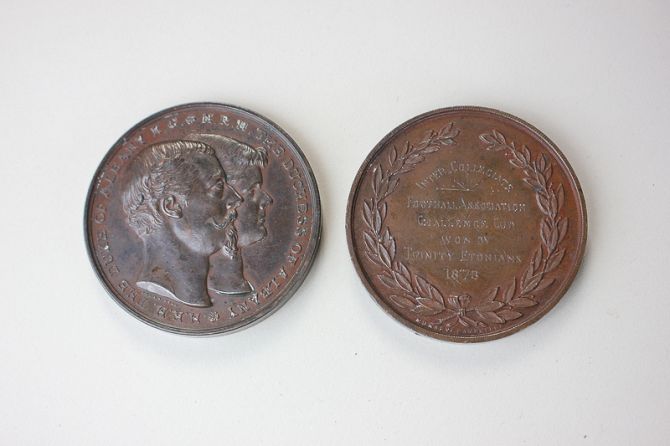 H.R.H. THE DUKE OF ALBANY K.G. & H.R.H. THE DUCHESS OF ALBANY
INTER. COLLEGIATE
FOOTBALL ASSOCIATION
CHALLENGE CUP
WON BY
TRINITY ETONIANS
1878